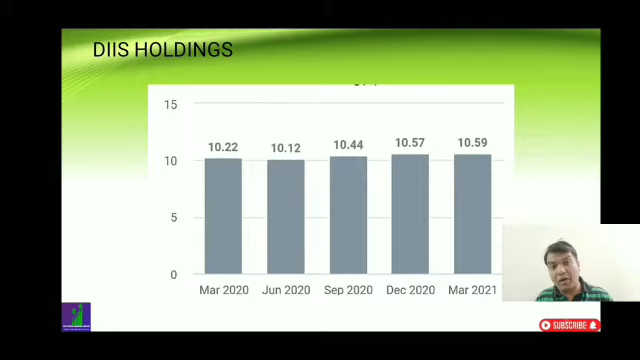 DIIS HOLDINGS
15
10.22 10.12 10.44 10.57 10.59
10
5
0
Mar 2020 Jun 2020 Sep 2020 Dec 2020 Mar 2021
SUBSCRIBE